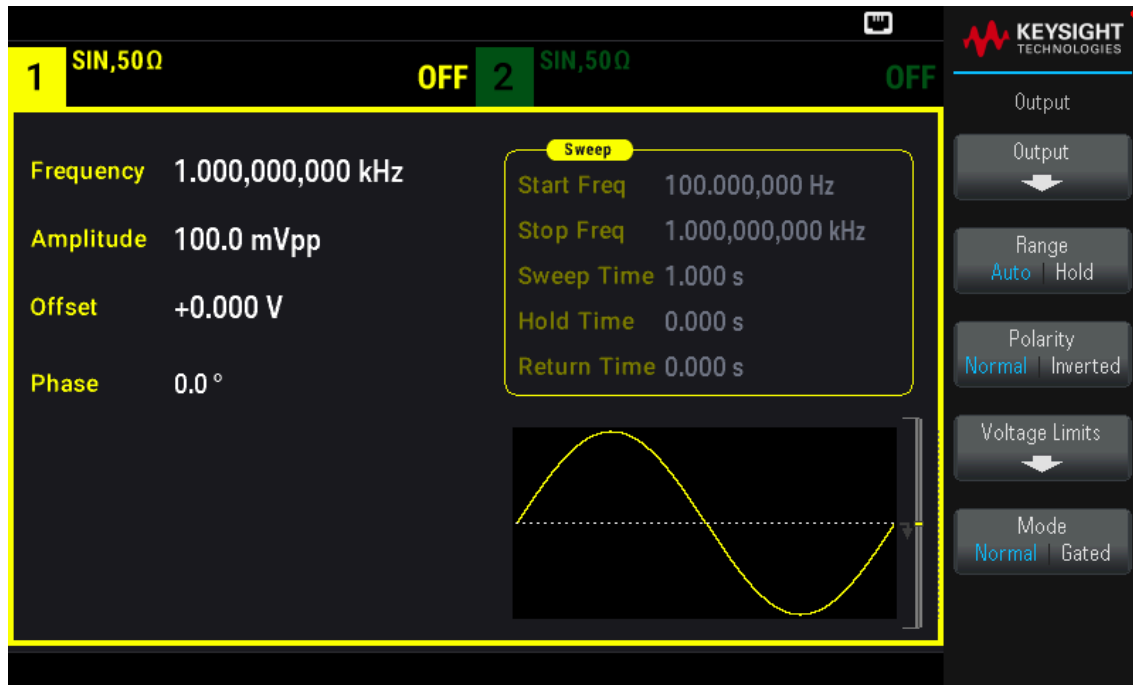 KEYSIGHT
TECHNOLOGIES
1 SIN,50Ω OFF 2 SIN,50Ω OFF
Frequency 1.000,000,000 kHz
Amplitude 100.0 mVpp
Offset +0.000 V
Phase 0.0 °
Sweep
Start Freq 100.000,000 Hz
Stop Freq 1.000,000,000 kHz
Sweep Time 1.000 s
Hold Time 0.000 s
Return Time 0.000 s
Output
Output
Range
Auto | Hold
Polarity
Normal | Inverted
Voltage Limits
Mode
Normal | Gated